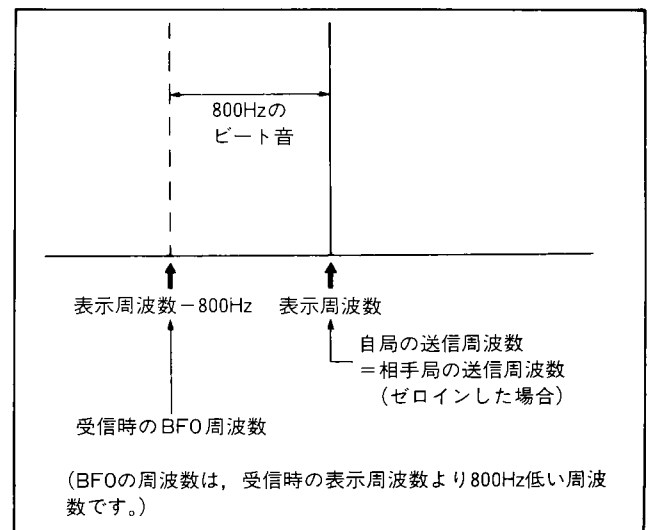 800Hzの
ビート音
表示周波数－800Hz 表示周波数
自局の送信周波数
＝相手局の送信周波数
（ゼロインした場合）
受信時のBFO周波数
（BFOの周波数は，受信時の表示周波数より800Hz低い周波
数です。）